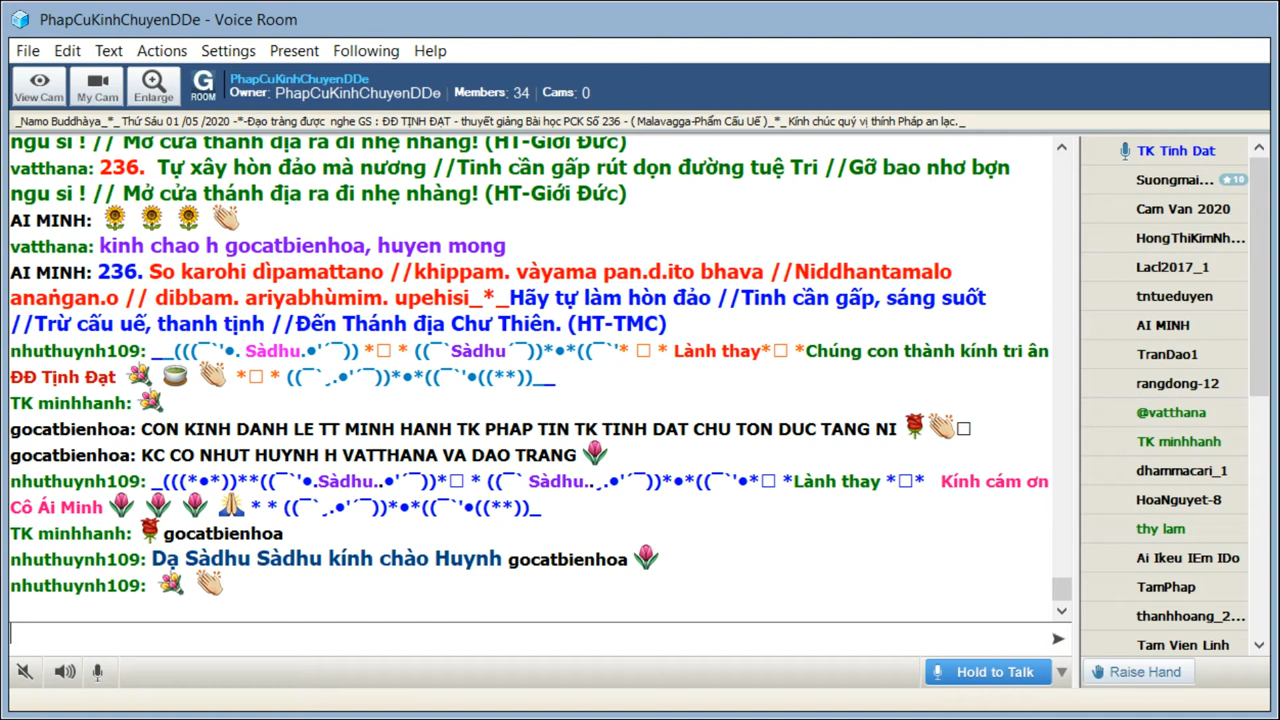 PhapCuKinhChuyenDDe - Voice Room
File Edit Text Actions Settings Present Following Help
View Cam My Cam Enlarge G ROOM
PhapCuKinhChuyenDDe
Owner: PhapCuKinhChuyenDDe Members: 34 Cams: 0
_Namo Buddhàya_*_ Thứ Sáu 01 /05 /2020 -*-Đạo tràng được nghe GS : ĐĐ TỊNH ĐẠT - thuyết giảng Bài học PCK Số 236 - ( Malavagga-Phẩm Cấu Uế )_*_ Kính chúc quý vị thính Pháp an lạc._
ngu si ! // Mở cửa thánh địa ra đi nhẹ nhàng! (HT-Giới Đức)
vatthana: 236. Tự xây hòn đảo mà nương //Tinh cần gấp rút dọn đường tuệ Tri //Gỡ bao nhơ bợn
ngu si ! // Mở cửa thánh địa ra đi nhẹ nhàng! (HT-Giới Đức)
AI MINH: 🌻 🌻 🌻 👏
vatthana: kinh chao h gocatbienhoa, huyen mong
AI MINH: 236. So karohi dìpamattano //khippam. vàyama pan.d.ito bhava //Niddhantamalo
anaṅgan.o // dibbam. ariyabhùmim. upehisi_*_Hãy tự làm hòn đảo //Tinh cần gấp, sáng suốt
//Trừ cấu uế, thanh tịnh //Đến Thánh địa Chư Thiên. (HT-TMC)
nhuthuynh109: __(((¯`'•. Sàdhu.•'´¯)) *□ * ((¯`Sàdhu´¯))*•*((¯`'* □ * Lành thay*□ *Chúng con thành kính tri ân
ĐĐ Tịnh Đạt 💐 🍵 👏 *□ * ((¯`¸.•'´¯))*•*((¯`'•((**))__
TK minhhanh: 💐
gocatbienhoa: CON KINH DANH LE TT MINH HANH TK PHAP TIN TK TINH DAT CHU TON DUC TANG NI 🌹👏□
gocatbienhoa: KC CO NHUT HUYNH H VATTHANA VA DAO TRANG 🌷
nhuthuynh109: _(((*•*))**((¯`'•.Sàdhu..•'´¯))*□ * ((¯` Sàdhu..¸.•'´¯))*•*((¯`'•*□ *Lành thay *□* Kính cám ơn
Cô Ái Minh 🌷 🌷 🌷 🙏 * * ((¯`¸.•'´¯))*•*((¯`'•((**))_
TK minhhanh: 🌹gocatbienhoa
nhuthuynh109: Dạ Sàdhu Sàdhu kính chào Huynh gocatbienhoa 🌷
nhuthuynh109: 💐 👏
Hold to Talk
TK Tinh Dat
Suongmai... ★10
Cam Van 2020
HongThiKimNh...
Lacl2017_1
tntueduyen
AI MINH
TranDao1
rangdong-12
@vatthana
TK minhhanh
dhammacari_1
HoaNguyet-8
thy lam
Ai Ikeu IEm IDo
TamPhap
thanhhoang_2...
Tam Vien Linh
Raise Hand